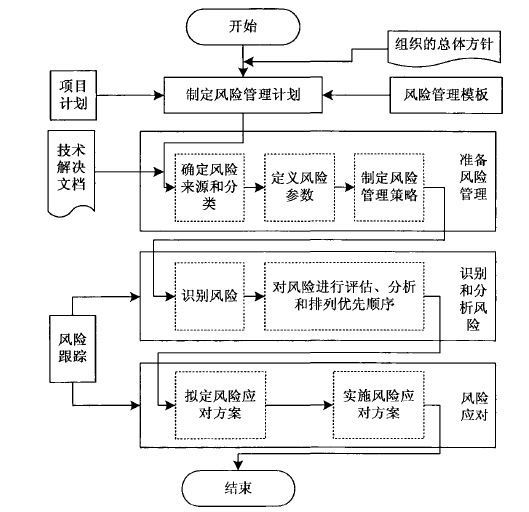 开始
组织的总体方针
项目
计划
制定风险管理计划
风险管理模板
技术
解决
文档
确定风险
来源和分
类
定义风险
参数
制定风险
管理策略
准备
风险
管理
识别风险
对风险进行评估、分析
和排列优先顺序
识别
和分
析风
险
风险
跟踪
拟定风险应
对方案
实施风险应
对方案
风险
应对
结束